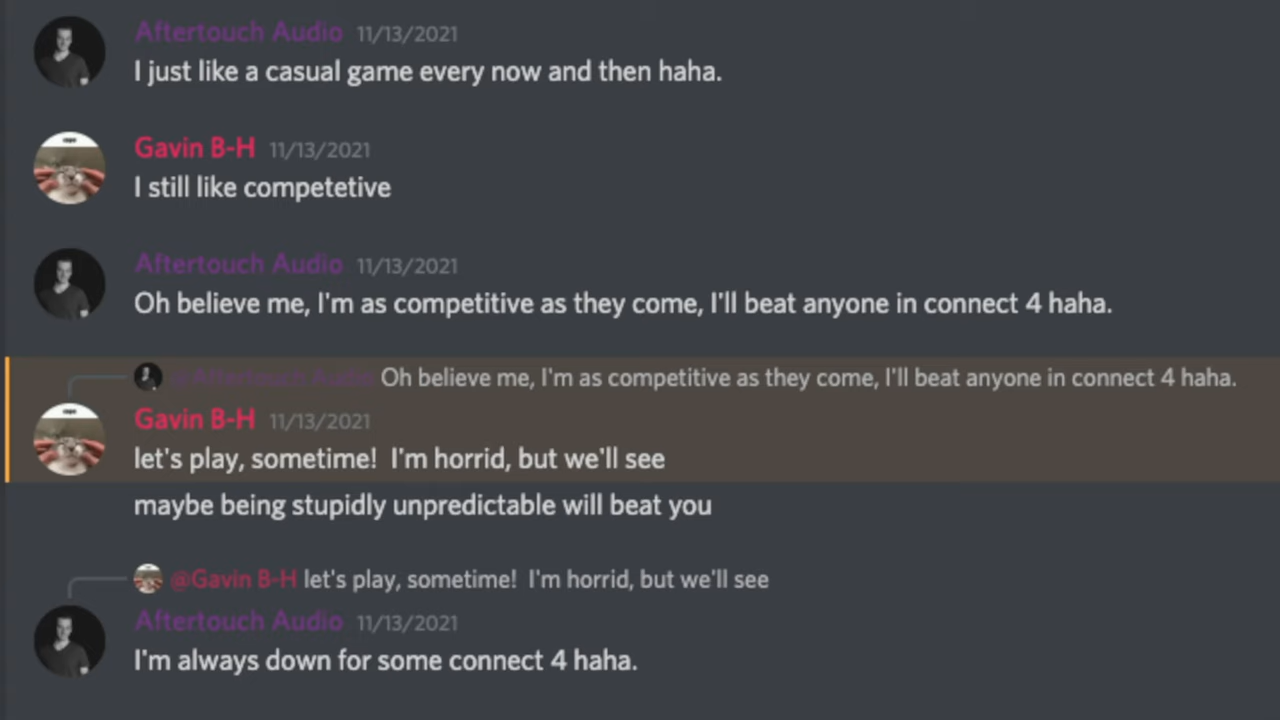 Aftertouch Audio 11/13/2021
I just like a casual game every now and then haha.
Gavin B-H 11/13/2021
I still like competetive
Aftertouch Audio 11/13/2021
Oh believe me, I'm as competitive as they come, I'll beat anyone in connect 4 haha.
@Aftertouch Audio Oh believe me, I'm as competitive as they come, I'll beat anyone in connect 4 haha.
Gavin B-H 11/13/2021
let's play, sometime!  I'm horrid, but we'll see
maybe being stupidly unpredictable will beat you
@Gavin B-H let's play, sometime!  I'm horrid, but we'll see
Aftertouch Audio 11/13/2021
I'm always down for some connect 4 haha.